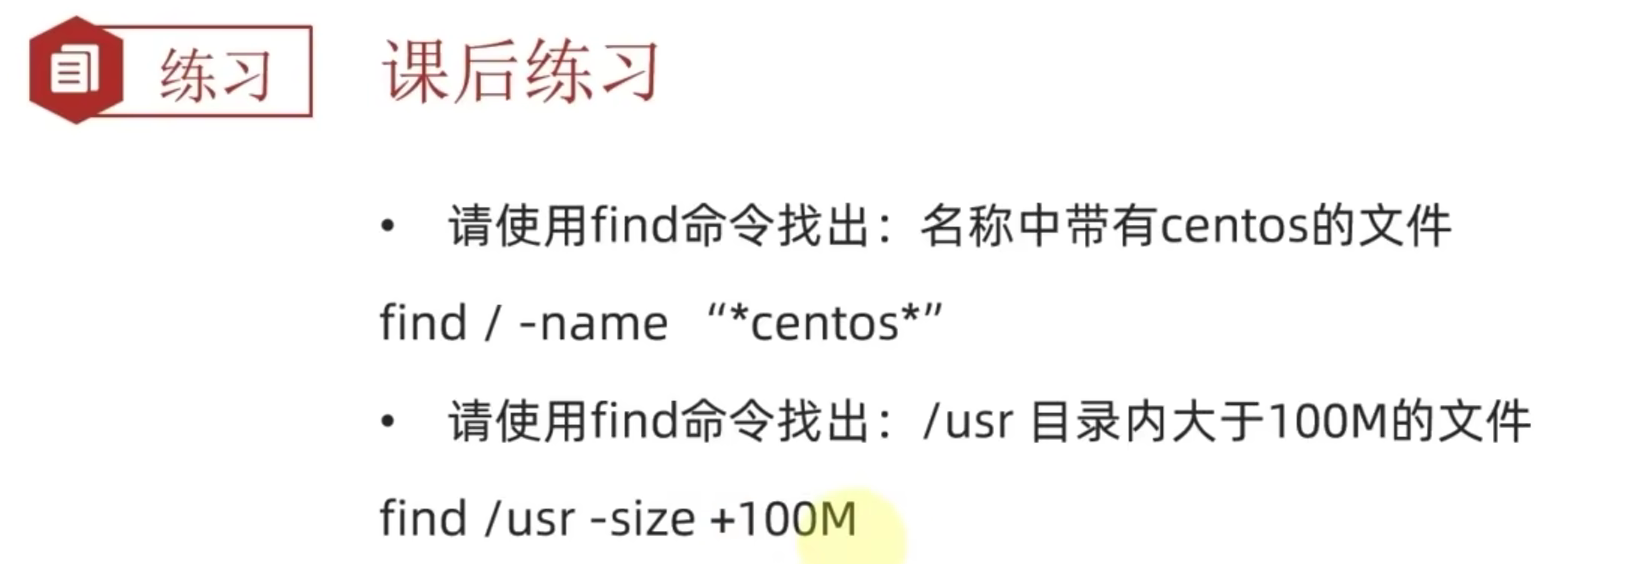 练习
课后练习
• 请使用find命令找出：名称中带有centos的文件
find / -name “*centos*”
• 请使用find命令找出：/usr 目录内大于100M的文件
find /usr -size +100M